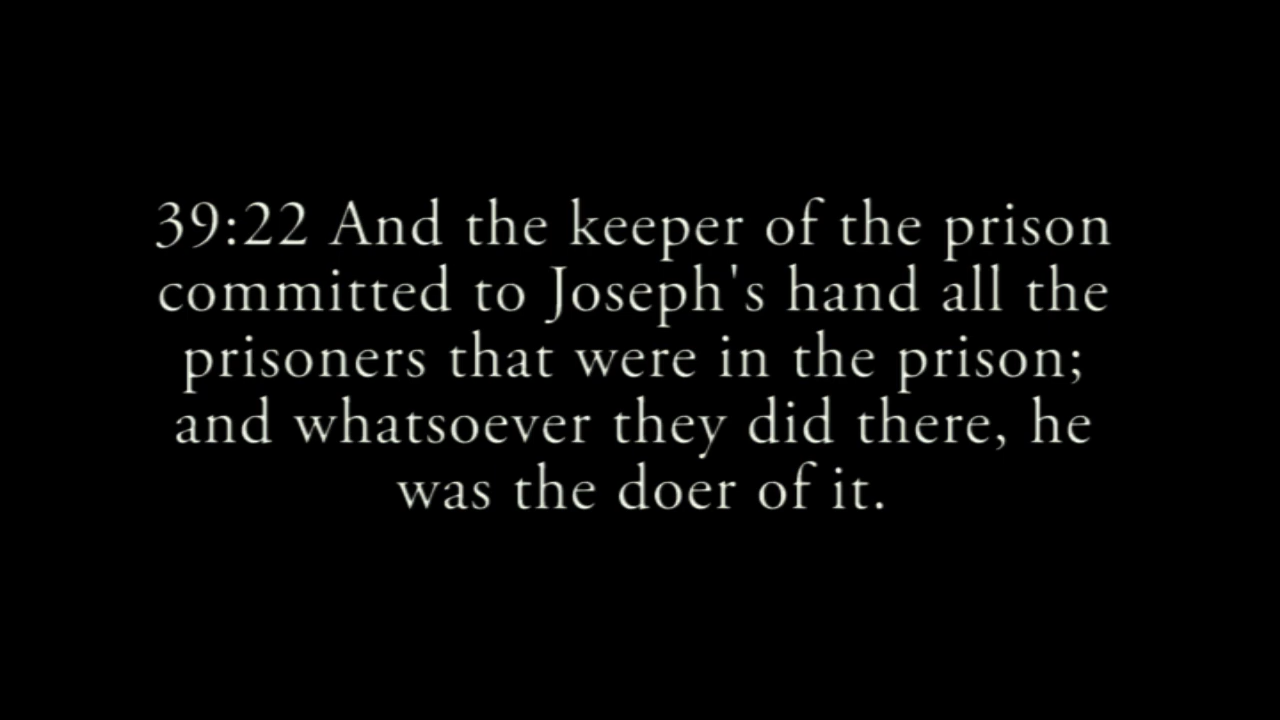 39:22 And the keeper of the prison
committed to Joseph's hand all the
prisoners that were in the prison;
and whatsoever they did there, he
was the doer of it.